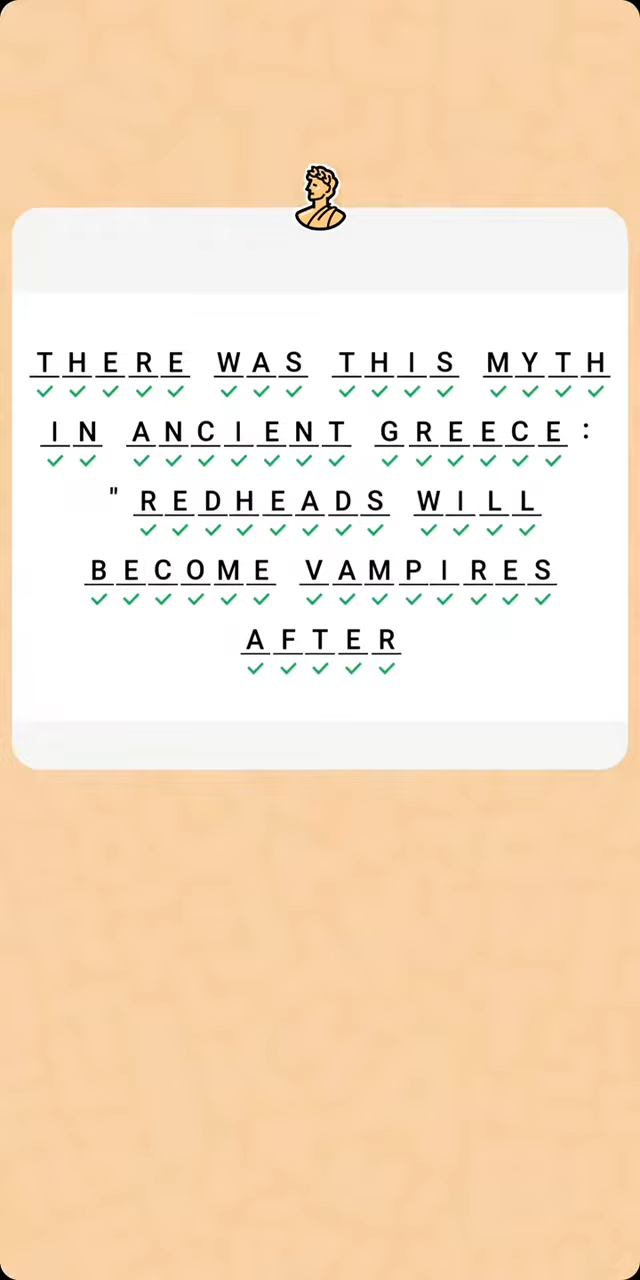 THERE WAS THIS MYTH
IN ANCIENT GREECE:
"REDHEADS WILL
BECOME VAMPIRES
AFTER